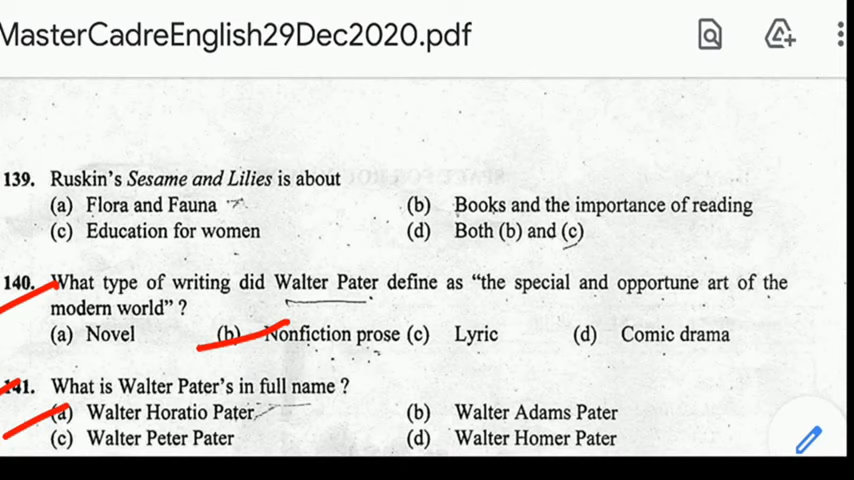 MasterCadreEnglish29Dec2020.pdf
139. Ruskin's Sesame and Lilies is about
(a) Flora and Fauna (b) Books and the importance of reading
(c) Education for women (d) Both (b) and (c)
140. What type of writing did Walter Pater define as “the special and opportune art of the
modern world” ?
(a) Novel (b) Nonfiction prose (c) Lyric (d) Comic drama
141. What is Walter Pater's in full name ?
(a) Walter Horatio Pater (b) Walter Adams Pater
(c) Walter Peter Pater (d) Walter Homer Pater